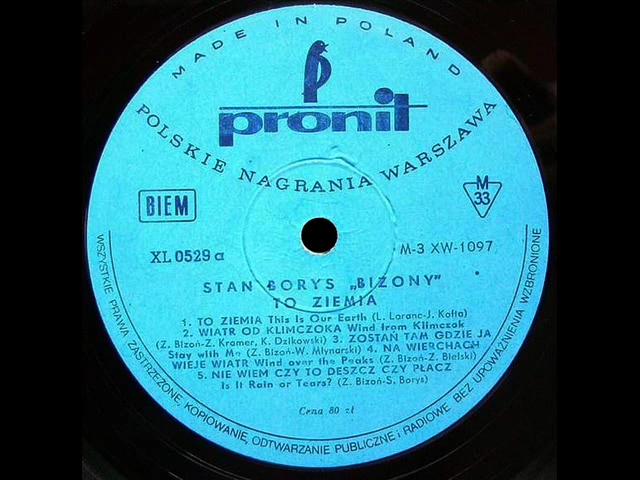 MADE IN POLAND
pronit
POLSKIE NAGRANIA WARSZAWA
BIEM
M
33
XL 0529 a
M-3 XW-1097
STAN BORYS „BIZONY"
TO ZIEMIA
1. TO ZIEMIA This Is Our Earth (L. Loranc-J. Kofta)
2. WIATR OD KLIMCZOKA Wind from Klimczok
(Z. Bizoń-Z. Kramer, K. Dzikowski) 3. ZOSTAŃ TAM GDZIE JA
Stay with Me (Z. Bizoń-W. Młynarski) 4. NA WIERCHACH
WIEJE WIATR Wind over the Peaks (Z. Bizoń-Z. Bielski)
5. NIE WIEM CZY TO DESZCZ CZY PŁACZ
Is It Rain or Tears? (Z. Bizoń-S. Borys)
Cena 80 zł
WSZYSTKIE PRAWA ZASTRZEŻONE, KOPIOWANIE, ODTWARZANIE PUBLICZNE i RADIOWE BEZ UPOWAŻNIENIA WZBRONIONE